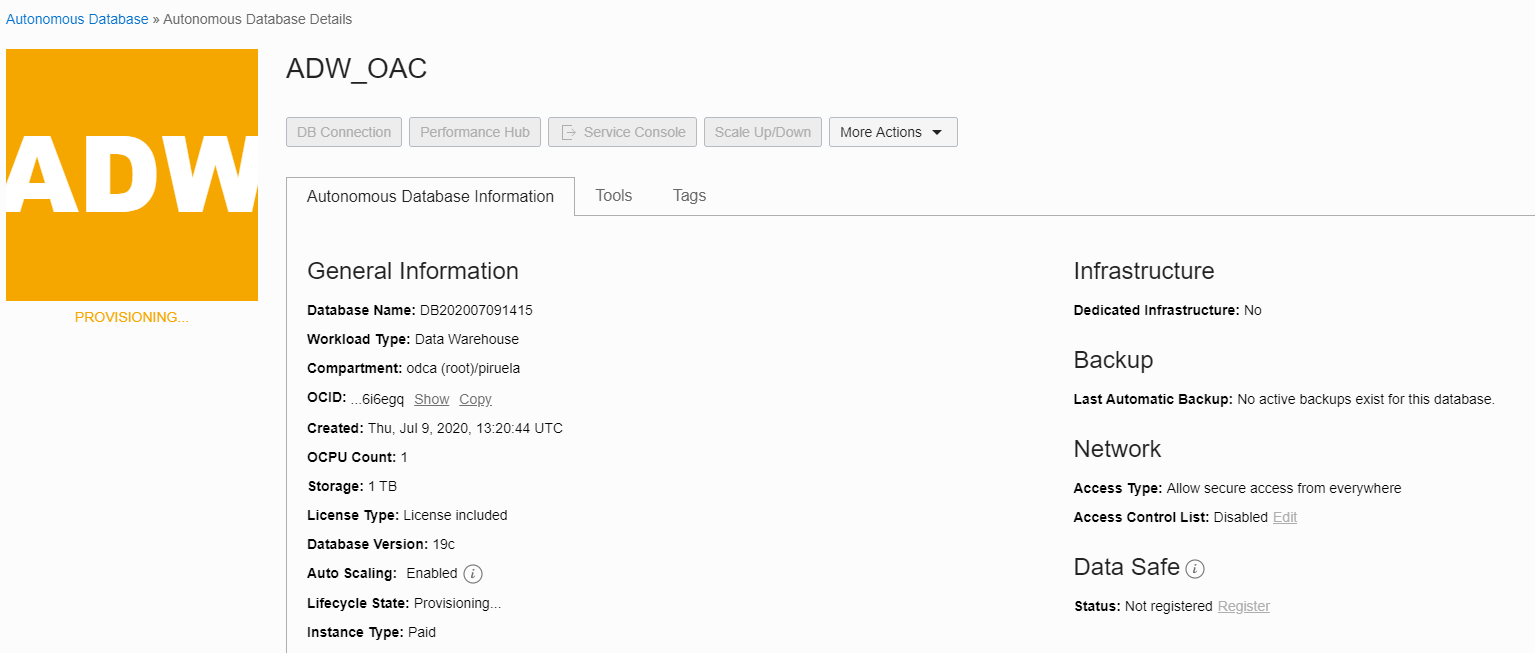 Autonomous Database » Autonomous Database Details
ADW
PROVISIONING...
ADW_OAC
DB Connection Performance Hub Service Console Scale Up/Down More Actions
Autonomous Database Information Tools Tags
General Information
Database Name: DB202007091415
Workload Type: Data Warehouse
Compartment: odca (root)/piruela
OCID: ...6i6egq Show Copy
Created: Thu, Jul 9, 2020, 13:20:44 UTC
OCPU Count: 1
Storage: 1 TB
License Type: License included
Database Version: 19c
Auto Scaling: Enabled i
Lifecycle State: Provisioning...
Instance Type: Paid
Infrastructure
Dedicated Infrastructure: No
Backup
Last Automatic Backup: No active backups exist for this database.
Network
Access Type: Allow secure access from everywhere
Access Control List: Disabled Edit
Data Safe i
Status: Not registered Register